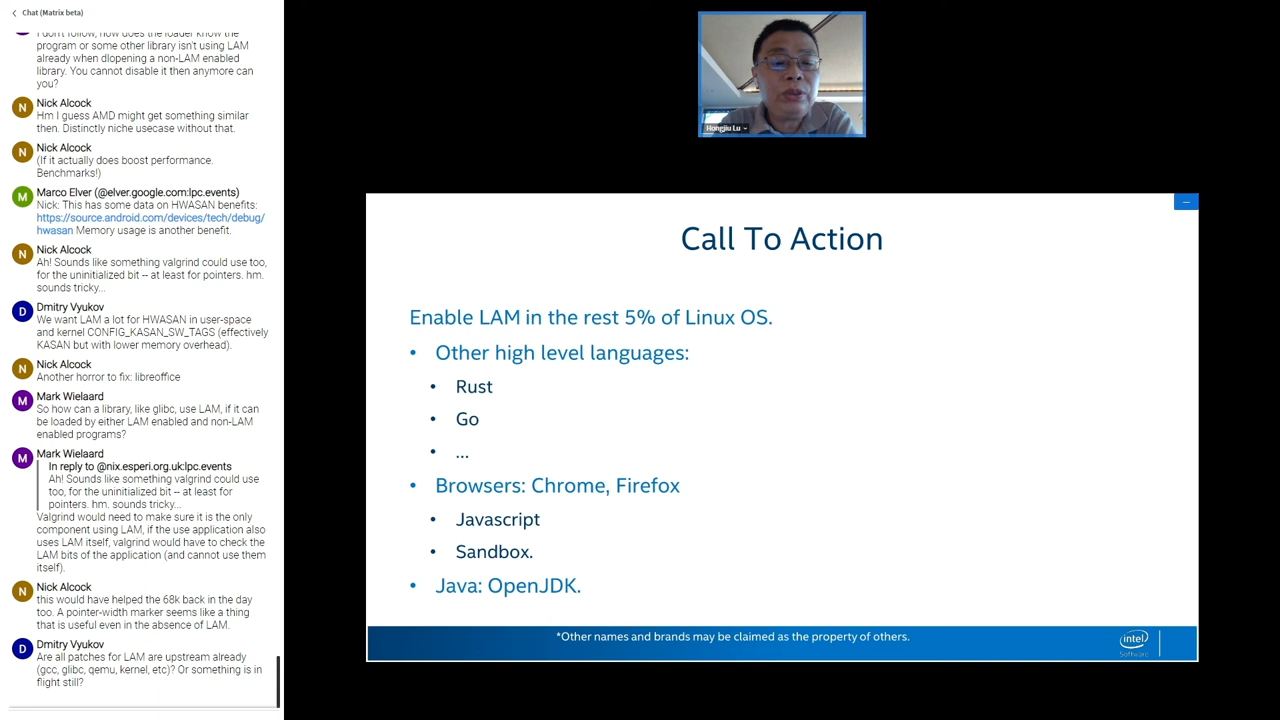 Chat (Matrix beta)
I don't follow, how does the loader know the
program or some other library isn't using LAM
already when dlopening a non-LAM enabled
library. You cannot disable it then anymore can
you?
N
Nick Alcock
Hm I guess AMD might get something similar
then. Distinctly niche usecase without that.
N
Nick Alcock
(If it actually does boost performance.
Benchmarks!)
M
Marco Elver (@elver.google.com:lpc.events)
Nick: This has some data on HWASAN benefits:
https://source.android.com/devices/tech/debug/
hwasan Memory usage is another benefit.
N
Nick Alcock
Ah! Sounds like something valgrind could use too,
for the uninitialized bit -- at least for pointers. hm.
sounds tricky...
D
Dmitry Vyukov
We want LAM a lot for HWASAN in user-space
and kernel CONFIG_KASAN_SW_TAGS (effectively
KASAN but with lower memory overhead).
N
Nick Alcock
Another horror to fix: libreoffice
M
Mark Wielaard
So how can a library, like glibc, use LAM, if it can
be loaded by either LAM enabled and non-LAM
enabled programs?
M
Mark Wielaard
In reply to @nix.esperi.org.uk:lpc.events
Ah! Sounds like something valgrind could use
too, for the uninitialized bit -- at least for
pointers. hm. sounds tricky...
Valgrind would need to make sure it is the only
component using LAM, if the use application also
uses LAM itself, valgrind would have to check the
LAM bits of the application (and cannot use them
itself).
N
Nick Alcock
this would have helped the 68k back in the day
too. A pointer-width marker seems like a thing
that is useful even in the absence of LAM.
D
Dmitry Vyukov
Are all patches for LAM are upstream already
(gcc, glibc, qemu, kernel, etc)? Or something is in
flight still?
Hongjiu Lu
Call To Action
Enable LAM in the rest 5% of Linux OS.
• Other high level languages:
• Rust
• Go
• ...
• Browsers: Chrome, Firefox
• Javascript
• Sandbox.
• Java: OpenJDK.
*Other names and brands may be claimed as the property of others.
intel
Software